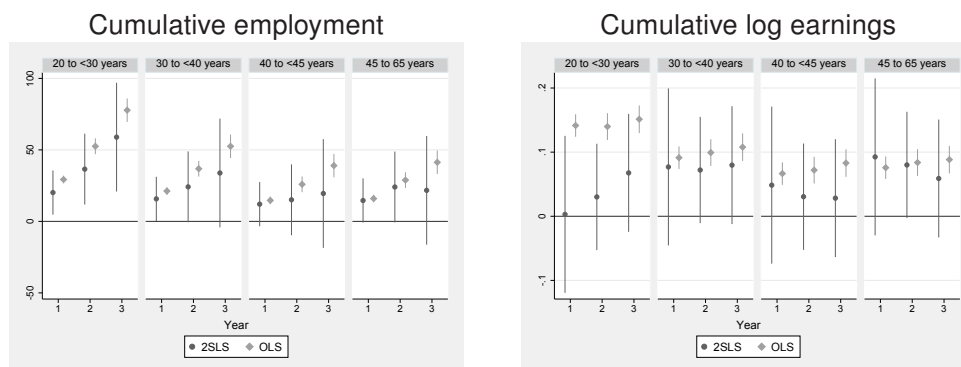 Cumulative employment
20 to <30 years 30 to <40 years 40 to <45 years 45 to 65 years
100
50
0
-50
1 2 3 1 2 3 1 2 3 1 2 3
Year
2SLS OLS
Cumulative log earnings
20 to <30 years 30 to <40 years 40 to <45 years 45 to 65 years
.2
.1
0
-.1
1 2 3 1 2 3 1 2 3 1 2 3
Year
2SLS OLS